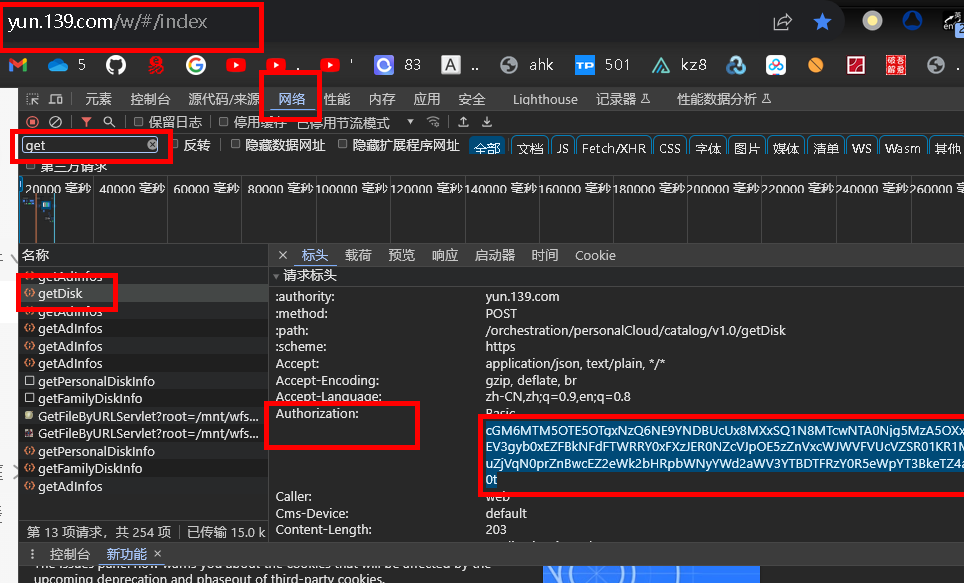 yun.139.com/w/#/index
5 83 A .. ahk TP 501 kz8
元素 控制台 源代码/来源 网络 性能 内存 应用 安全 Lighthouse 记录器 性能数据分析
保留日志 停用缓存 已停用节流模式
get 反转 隐藏数据网址 隐藏扩展程序网址 全部 文档 JS Fetch/XHR CSS 字体 图片 媒体 清单 WS Wasm 其他
第三方请求
20000 毫秒 40000 毫秒 60000 毫秒 80000 毫秒 100000 毫秒 120000 毫秒 140000 毫秒 160000 毫秒 180000 毫秒 200000 毫秒 220000 毫秒 240000 毫秒 260000 毫
名称
getAdInfos
getDisk
getAdInfos
getAdInfos
getAdInfos
getAdInfos
getPersonalDiskInfo
getFamilyDiskInfo
GetFileByURLServlet?root=/mnt/wfs...
GetFileByURLServlet?root=/mnt/wfs...
getPersonalDiskInfo
getFamilyDiskInfo
getAdInfos
第 13 项请求，共 254 项 已传输 15.0 k
× 标头 载荷 预览 响应 启动器 时间 Cookie
请求标头
:authority: yun.139.com
:method: POST
:path: /orchestration/personalCloud/catalog/v1.0/getDisk
:scheme: https
Accept: application/json, text/plain, */*
Accept-Encoding: gzip, deflate, br
Accept-Language: zh-CN,zh;q=0.9,en;q=0.8
Authorization: Basic
Caller: web
Cms-Device: default
Content-Length: 203
控制台 新功能 ×
The issues panel now warns you about the cookies that will be affected by the
upcoming deprecation and phaseout of third-party cookies.